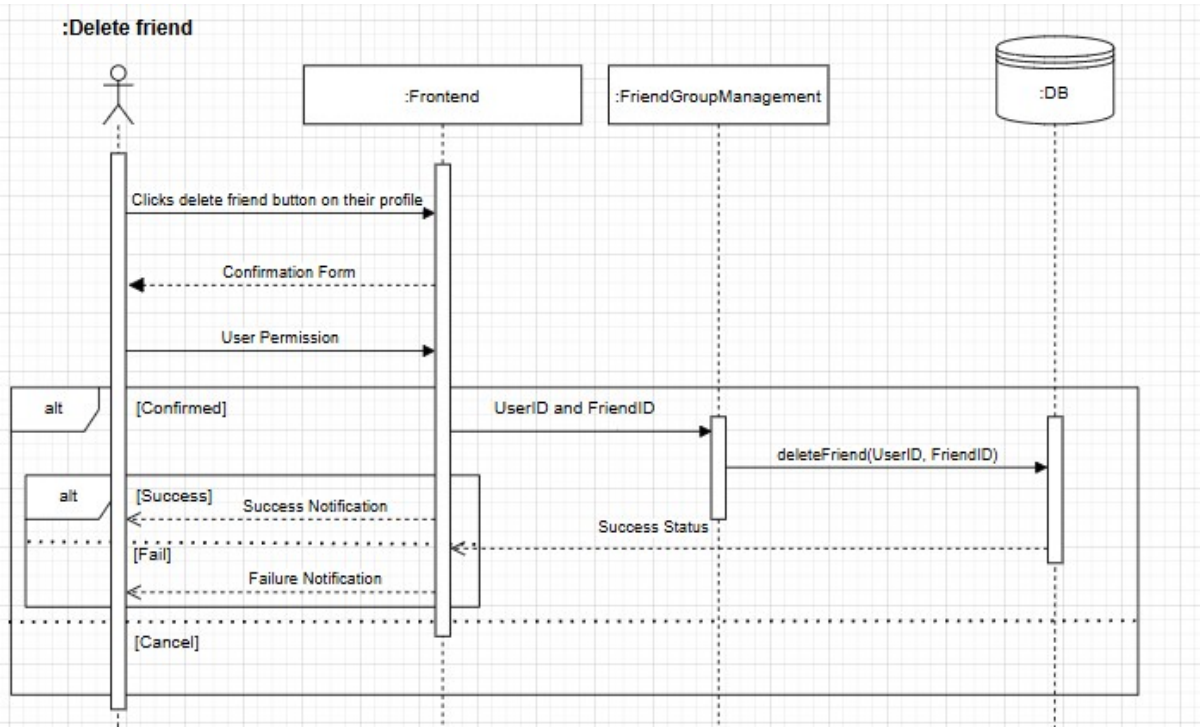 :Delete friend
:Frontend
:FriendGroupManagement
:DB
Clicks delete friend button on their profile
Confirmation Form
User Permission
alt
[Confirmed]
UserID and FriendID
deleteFriend(UserID, FriendID)
alt
[Success]
Success Notification
Success Status
[Fail]
Failure Notification
[Cancel]